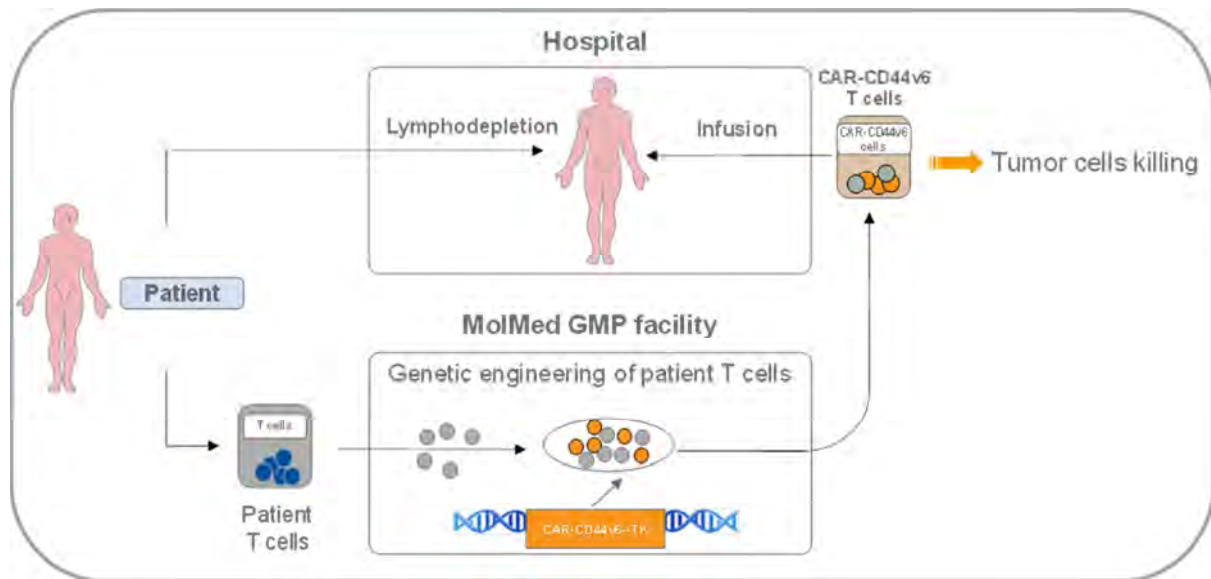 Hospital
CAR-CD44v6
T cells
Lymphodepletion
Infusion
CAR-CD44v6
cells
Tumor cells killing
Patient
MolMed GMP facility
Genetic engineering of patient T cells
T cells
CAR-CD44v6-TK
Patient
T cells